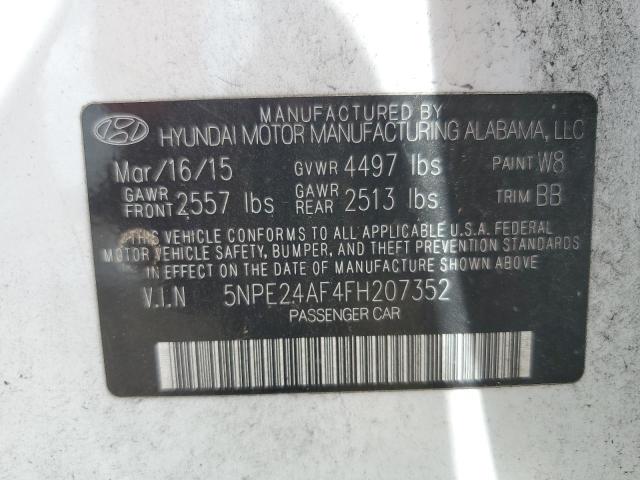 MANUFACTURED BY
HYUNDAI MOTOR MANUFACTURING ALABAMA, LLC
Mar/16/15 GVWR 4497 lbs PAINT W8
GAWR FRONT 2557 lbs GAWR REAR 2513 lbs TRIM BB
THIS VEHICLE CONFORMS TO ALL APPLICABLE U.S.A. FEDERAL
MOTOR VEHICLE SAFETY, BUMPER, AND THEFT PREVENTION STANDARDS
IN EFFECT ON THE DATE OF MANUFACTURE SHOWN ABOVE.
V.I.N 5NPE24AF4FH207352
PASSENGER CAR